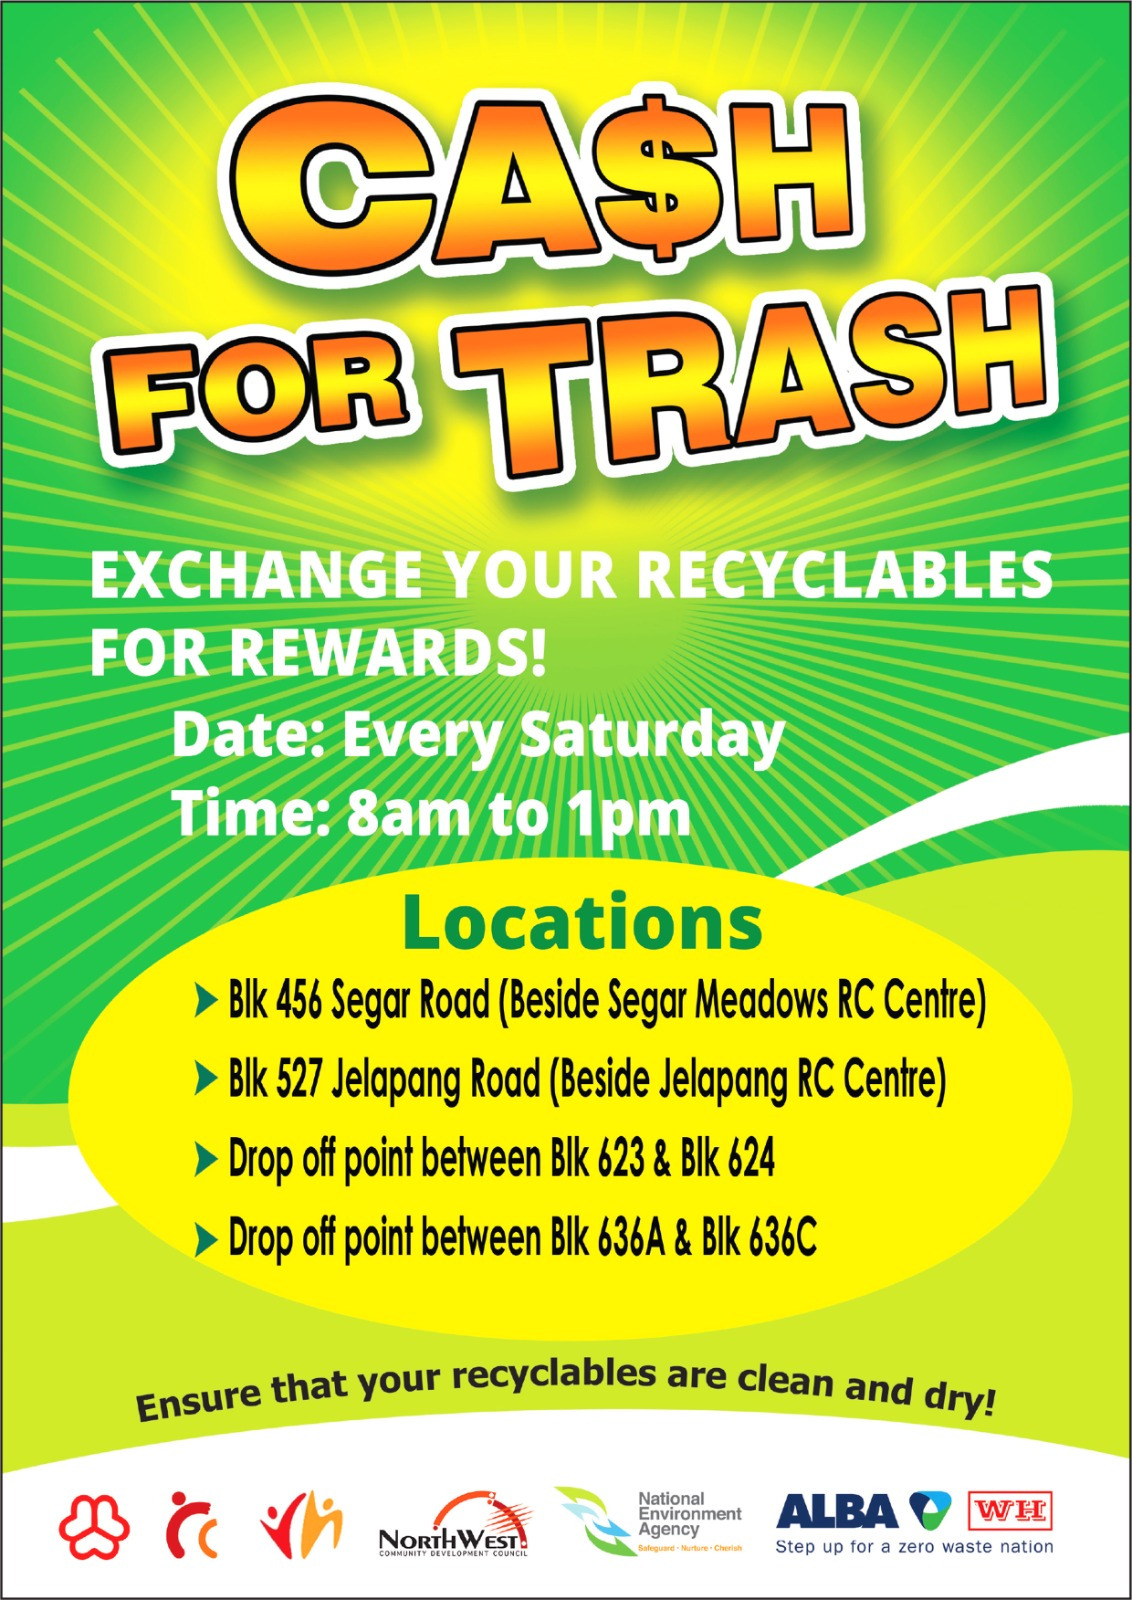 CA$H
FOR TRASH
EXCHANGE YOUR RECYCLABLES
FOR REWARDS!
Date: Every Saturday
Time: 8am to 1pm
Locations
Blk 456 Segar Road (Beside Segar Meadows RC Centre)
Blk 527 Jelapang Road (Beside Jelapang RC Centre)
Drop off point between Blk 623 & Blk 624
Drop off point between Blk 636A & Blk 636C
Ensure that your recyclables are clean and dry!
NORTHWEST
COMMUNITY DEVELOPMENT COUNCIL
National
Environment
Agency
Safeguard · Nurture · Cherish
ALBA WH
Step up for a zero waste nation